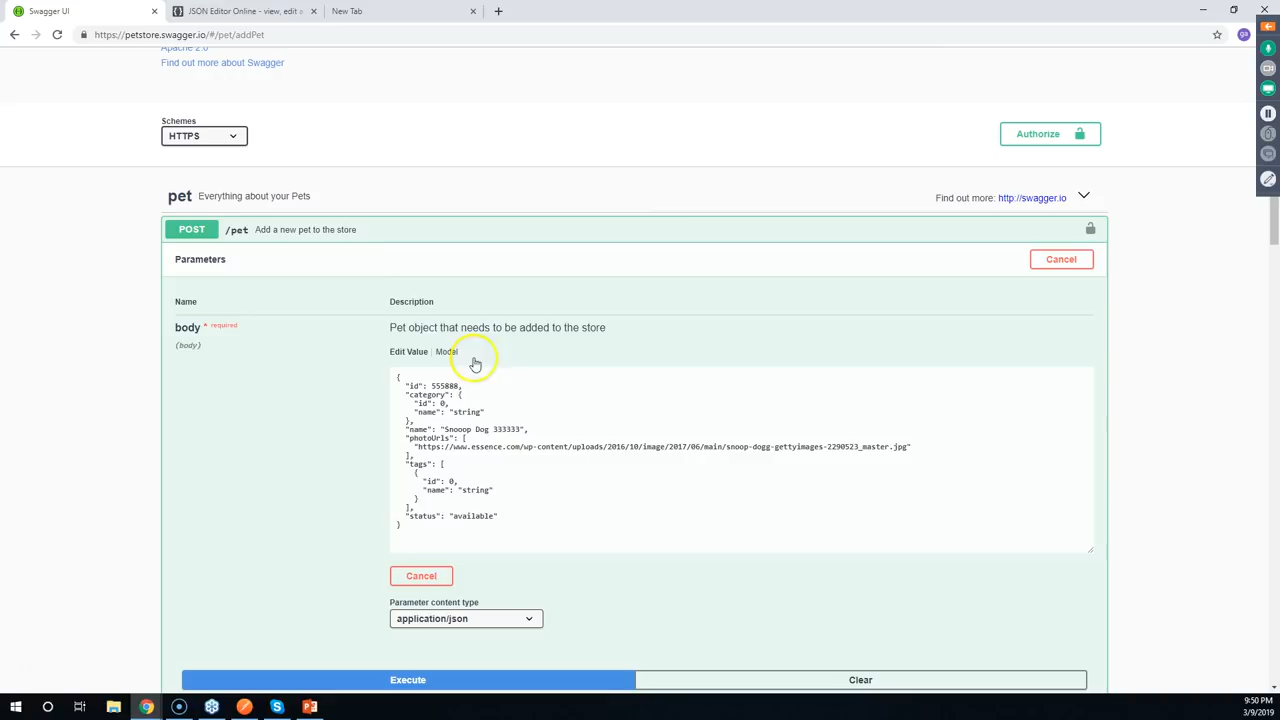 Swagger UI
JSON Editor Online - view, edit a
New Tab
https://petstore.swagger.io/#/pet/addPet
ga
Apache 2.0
Find out more about Swagger
Schemes
HTTPS
Authorize
pet Everything about your Pets
Find out more: http://swagger.io
POST /pet Add a new pet to the store
Parameters
Cancel
Name
Description
body * required
(body)
Pet object that needs to be added to the store
Edit Value | Model
{
"id": 555888,
"category": {
"id": 0,
"name": "string"
},
"name": "Snooop Dog 333333",
"photoUrls": [
"https://www.essence.com/wp-content/uploads/2016/10/image/2017/06/main/snoop-dogg-gettyimages-2290523_master.jpg"
],
"tags": [
{
"id": 0,
"name": "string"
}
],
"status": "available"
}
Cancel
Parameter content type
application/json
Execute
Clear
9:50 PM
3/9/2019